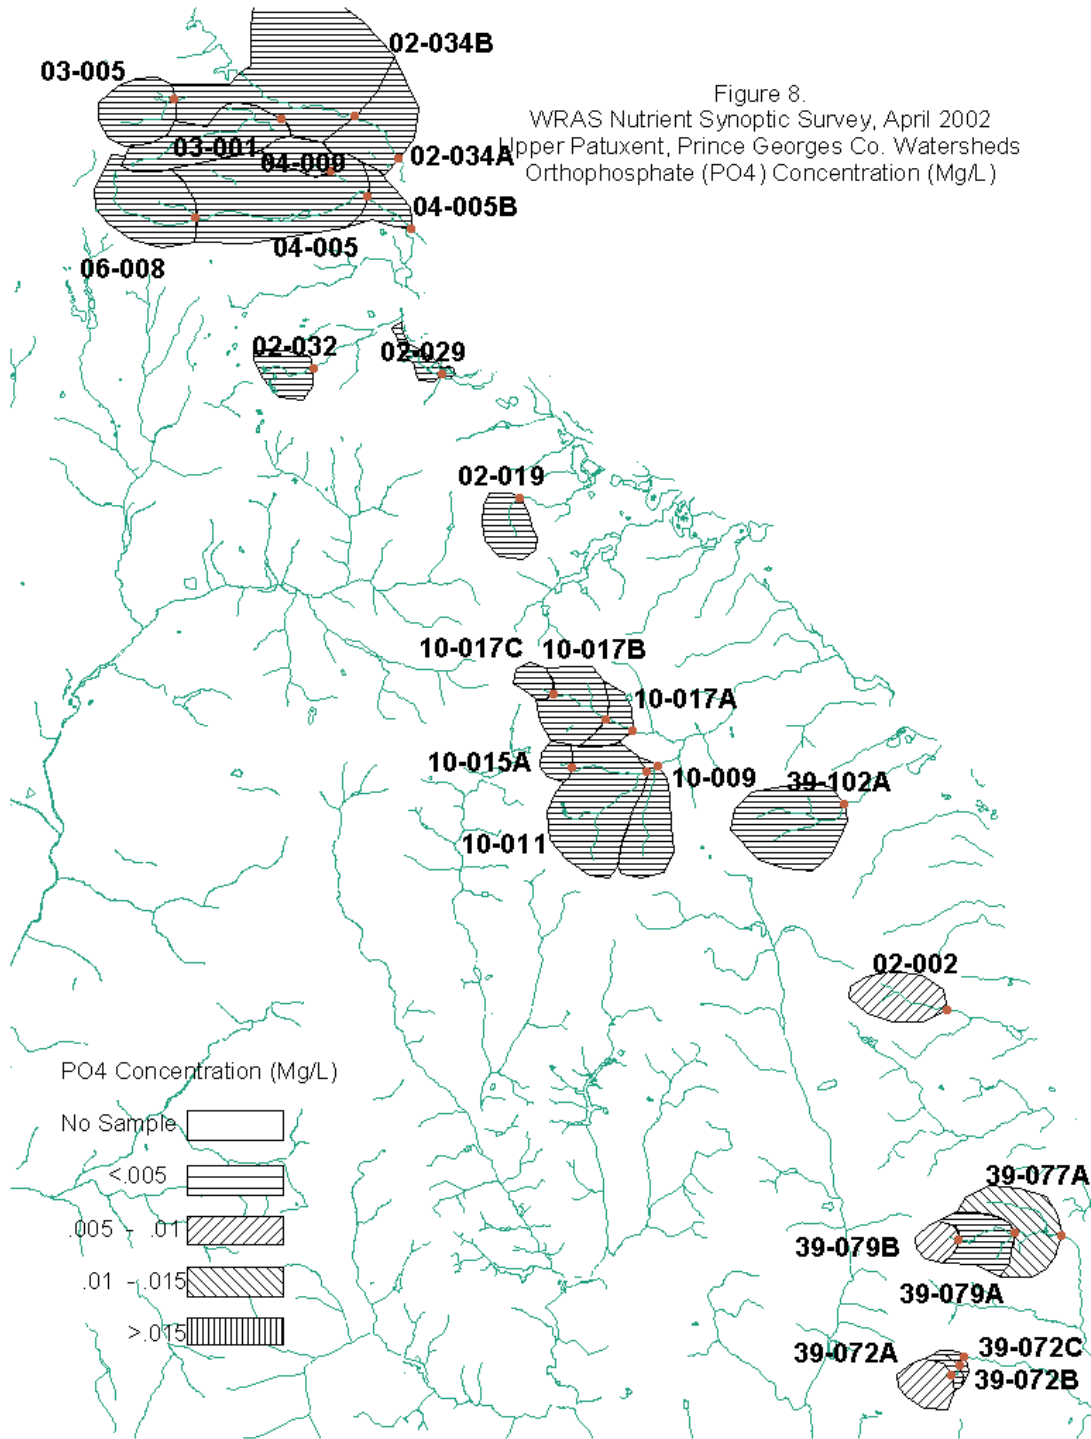 02-034B
03-005
Figure 8.
WRAS Nutrient Synoptic Survey, April 2002
Upper Patuxent, Prince Georges Co. Watersheds
Orthophosphate (PO4) Concentration (Mg/L)
03-001
04-009
02-034A
04-005B
04-005
06-008
02-032
02-029
02-019
10-017C
10-017B
10-017A
10-015A
10-009
39-102A
10-011
02-002
PO4 Concentration (Mg/L)
No Sample
<.005
.005 - .01
.01 - .015
>.015
39-077A
39-079B
39-079A
39-072A
39-072C
39-072B